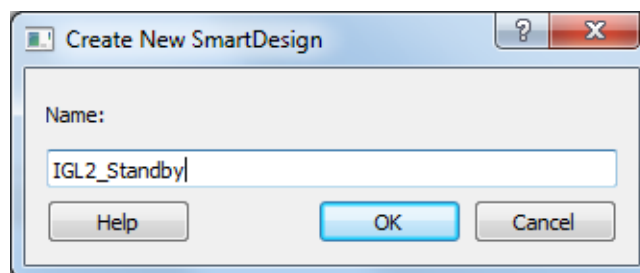 Create New SmartDesign
? X
Name:
IGL2_Standby
Help OK Cancel